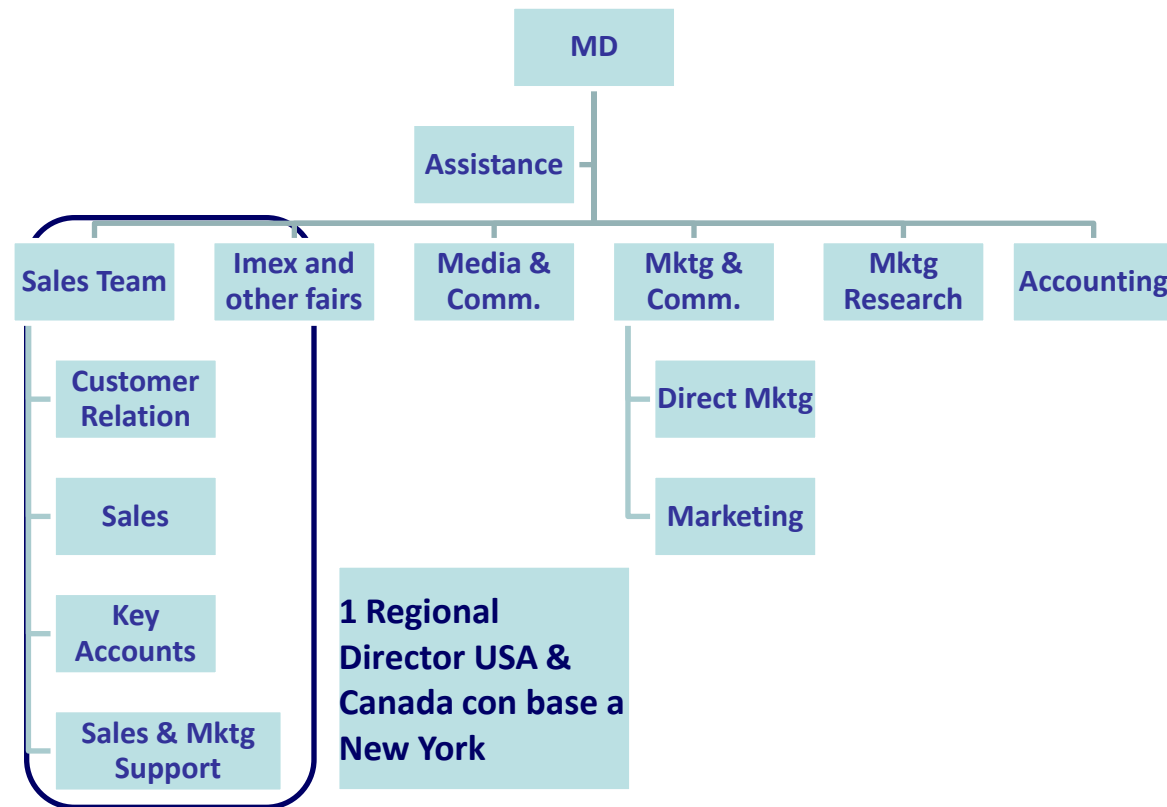 MD
Assistance
Sales Team
Imex and
other fairs
Media &
Comm.
Mktg &
Comm.
Mktg
Research
Accounting
Customer
Relation
Direct Mktg
Sales
Marketing
Key
Accounts
Sales & Mktg
Support
1 Regional
Director USA &
Canada con base a
New York